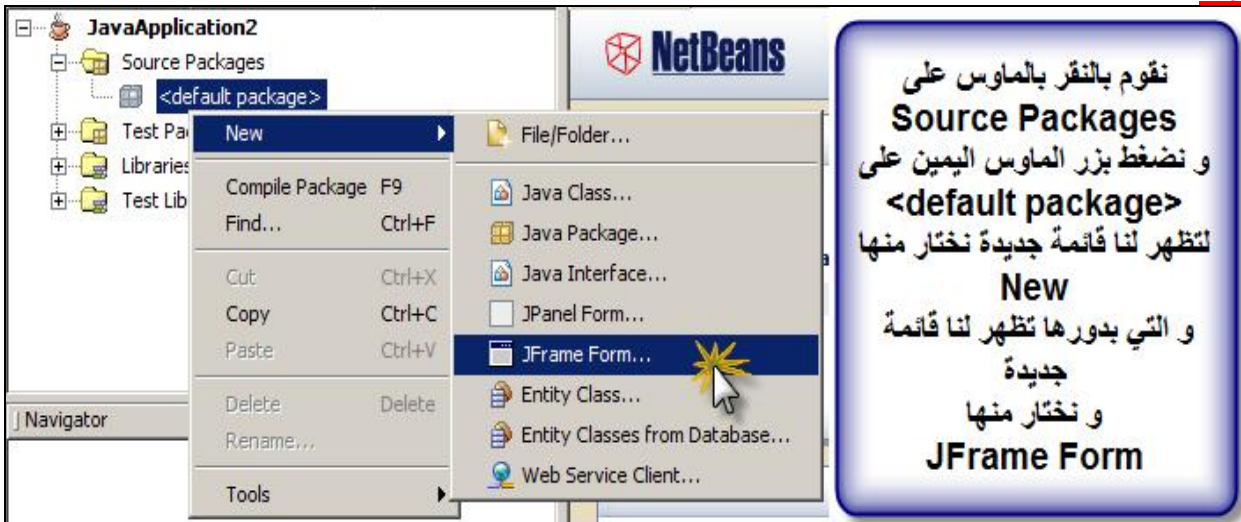 JavaApplication2
Source Packages
<default package>
Test Pa
Libraries
Test Lib
Navigator
New
Compile Package F9
Find... Ctrl+F
Cut Ctrl+X
Copy Ctrl+C
Paste Ctrl+V
Delete Delete
Rename...
Tools
File/Folder...
Java Class...
Java Package...
Java Interface...
JPanel Form...
JFrame Form...
Entity Class...
Entity Classes from Database...
Web Service Client...
NetBeans
نقوم بالنقر بالماوس على
Source Packages
و نضغط بزر الماوس اليمين على
<default package>
لتظهر لنا قائمة جديدة نختار منها
New
و التي بدورها تظهر لنا قائمة
جديدة
و نختار منها
JFrame Form